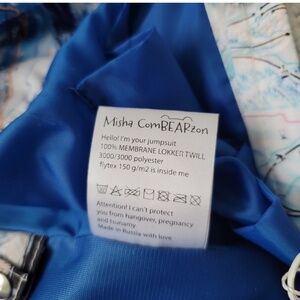 Misha ComBEARzon
Hello! I'm your jumpsuit
100% MEMBRANE LOKKER TWILL
3000/3000 polyester
flytex 150 g/m2 is inside me
Attention! I can't protect
you from hangover, pregnancy
and tsunamy
Made in Russia with love